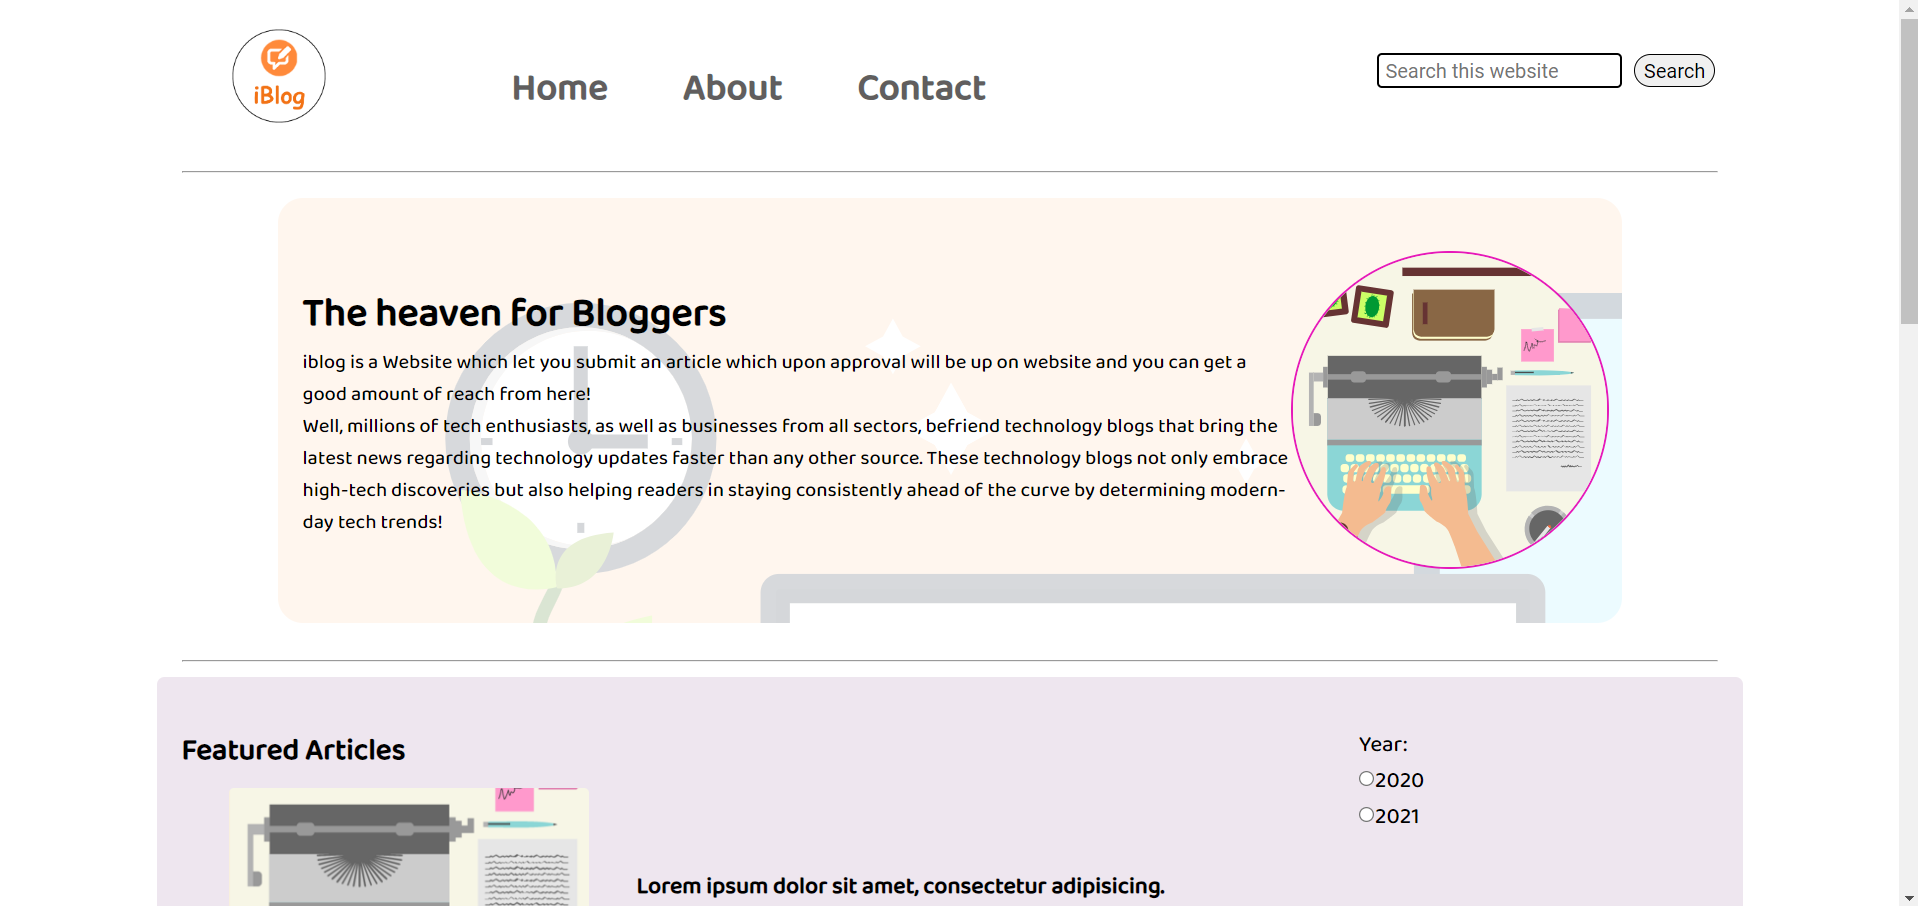 iBlog
Home
About
Contact
Search this website
Search
The heaven for Bloggers
iblog is a Website which let you submit an article which upon approval will be up on website and you can get a
good amount of reach from here!
Well, millions of tech enthusiasts, as well as businesses from all sectors, befriend technology blogs that bring the
latest news regarding technology updates faster than any other source. These technology blogs not only embrace
high-tech discoveries but also helping readers in staying consistently ahead of the curve by determining modern-
day tech trends!
Featured Articles
Year:
2020
2021
Lorem ipsum dolor sit amet, consectetur adipisicing.